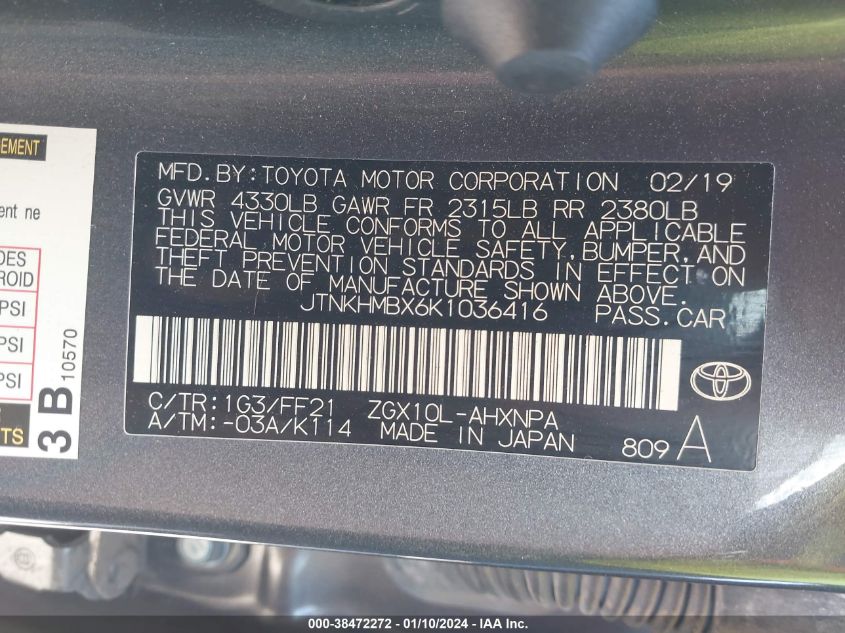 EMENT
ent ne
DES
ROID
PSI
PSI
PSI
TS
3 B
10570
MFD. BY: TOYOTA MOTOR CORPORATION 02/19
GVWR 4330LB GAWR FR 2315LB RR 2380LB
THIS VEHICLE CONFORMS TO ALL APPLICABLE
FEDERAL MOTOR VEHICLE SAFETY, BUMPER, AND
THEFT PREVENTION STANDARDS IN EFFECT ON
THE DATE OF MANUFACTURE SHOWN ABOVE.
JTNKHMBX6K1036416 PASS. CAR
C/TR: 1G3/FF21 ZGX10L-AHXNPA
A/TM: -03A/K114 MADE IN JAPAN 809 A
000-38472272 - 01/10/2024 - IAA Inc.